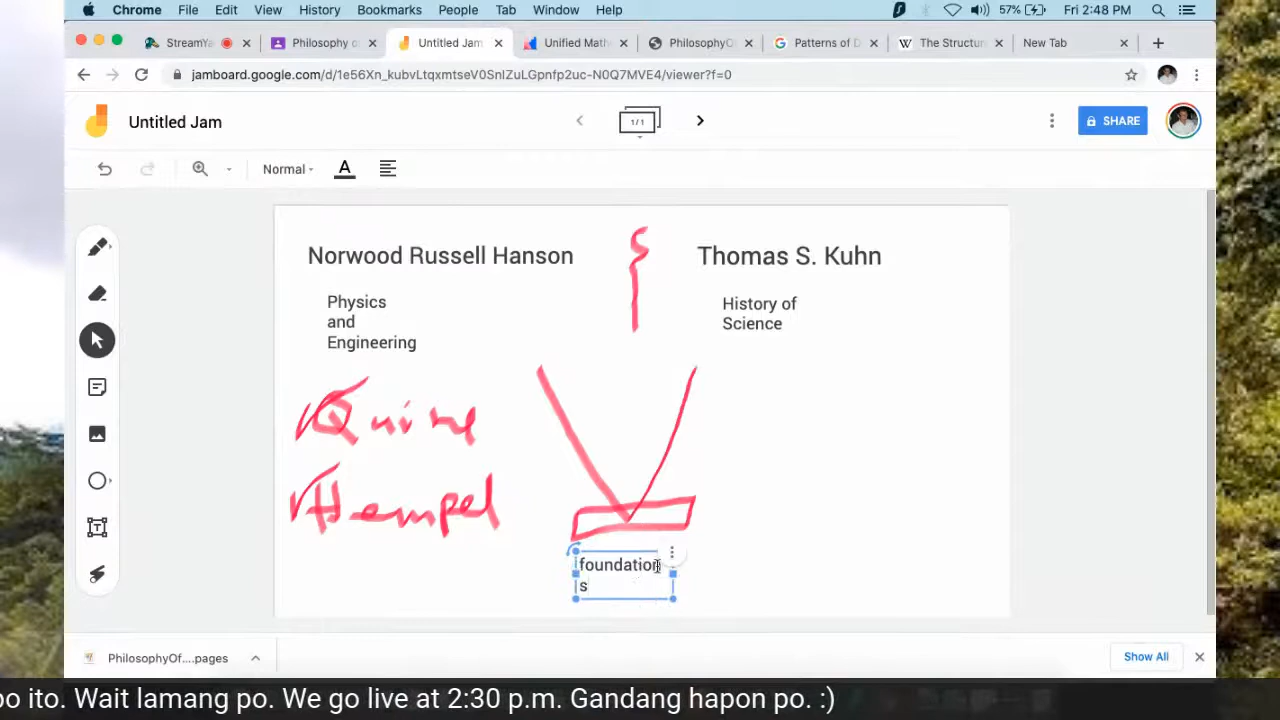 Chrome File Edit View History Bookmarks People Tab Window Help 57% Fri 2:48 PM
StreamYa Philosophy o Untitled Jam Unified Math PhilosophyO Patterns of D The Structur New Tab
jamboard.google.com/d/1e56Xn_kubvLtqxmtseV0SnIZuLGpnfp2uc-N0Q7MVE4/viewer?f=0
Untitled Jam 1/1 SHARE
Normal A
Norwood Russell Hanson Thomas S. Kuhn
Physics
and
Engineering
History of
Science
Quine
Hempel
foundation
s
PhilosophyOf....pages Show All
oo ito. Wait lamang po. We go live at 2:30 p.m. Gandang hapon po. :)